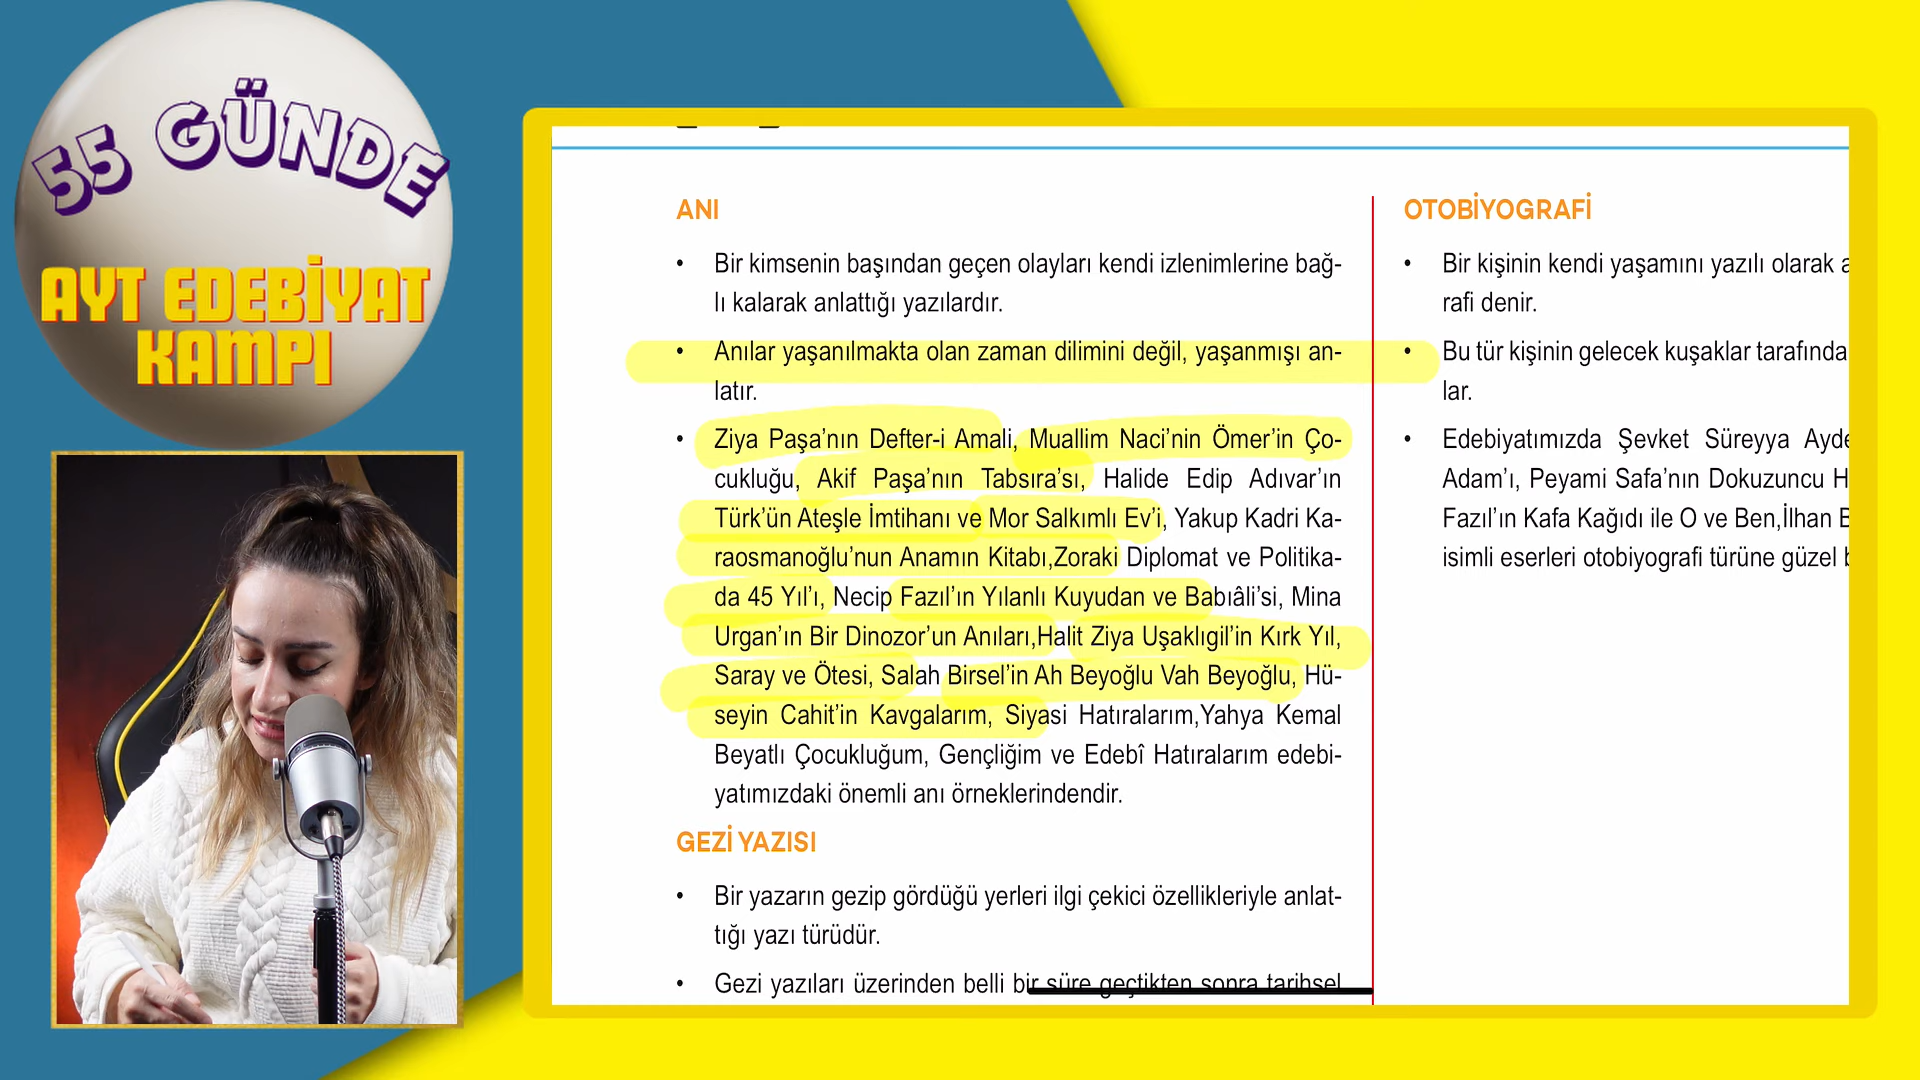 55 GÜNDE
AYT EDEBİYAT
KAMPI
ANI
• Bir kimsenin başından geçen olayları kendi izlenimlerine bağ-
lı kalarak anlattığı yazılardır.
• Anılar yaşanılmakta olan zaman dilimini değil, yaşanmışı an-
latır.
• Ziya Paşa’nın Defter-i Amali, Muallim Naci’nin Ömer’in Ço-
cukluğu, Akif Paşa’nın Tabsıra’sı, Halide Edip Adıvar’ın
Türk’ün Ateşle İmtihanı ve Mor Salkımlı Ev’i, Yakup Kadri Ka-
raosmanoğlu’nun Anamın Kitabı,Zoraki Diplomat ve Politika-
da 45 Yıl’ı, Necip Fazıl’ın Yılanlı Kuyudan ve Babıâli’si, Mina
Urgan’ın Bir Dinozor’un Anıları,Halit Ziya Uşaklıgil’in Kırk Yıl,
Saray ve Ötesi, Salah Birsel’in Ah Beyoğlu Vah Beyoğlu, Hü-
seyin Cahit’in Kavgalarım, Siyasi Hatıralarım,Yahya Kemal
Beyatlı Çocukluğum, Gençliğim ve Edebî Hatıralarım edebi-
yatımızdaki önemli anı örneklerindendir.
GEZİ YAZISI
• Bir yazarın gezip gördüğü yerleri ilgi çekici özellikleriyle anlat-
tığı yazı türüdür.
• Gezi yazıları üzerinden belli bir süre geçtikten sonra tarihsel
OTOBİYOGRAFİ
• Bir kişinin kendi yaşamını yazılı olarak
rafi denir.
• Bu tür kişinin gelecek kuşaklar tarafında
lar.
• Edebiyatımızda Şevket Süreyya Ayde
Adam’ı, Peyami Safa’nın Dokuzuncu H
Fazıl’ın Kafa Kağıdı ile O ve Ben,İlhan B
isimli eserleri otobiyografi türüne güzel